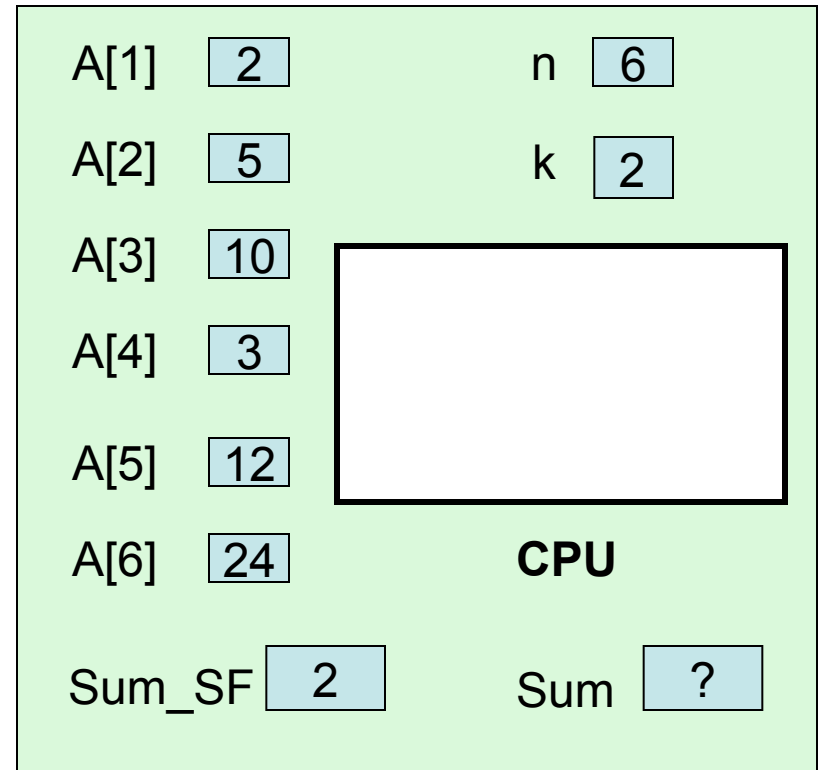 A[1] 2 n 6
A[2] 5 k 2
A[3] 10
A[4] 3
A[5] 12
A[6] 24 CPU
Sum_SF 2 Sum ?